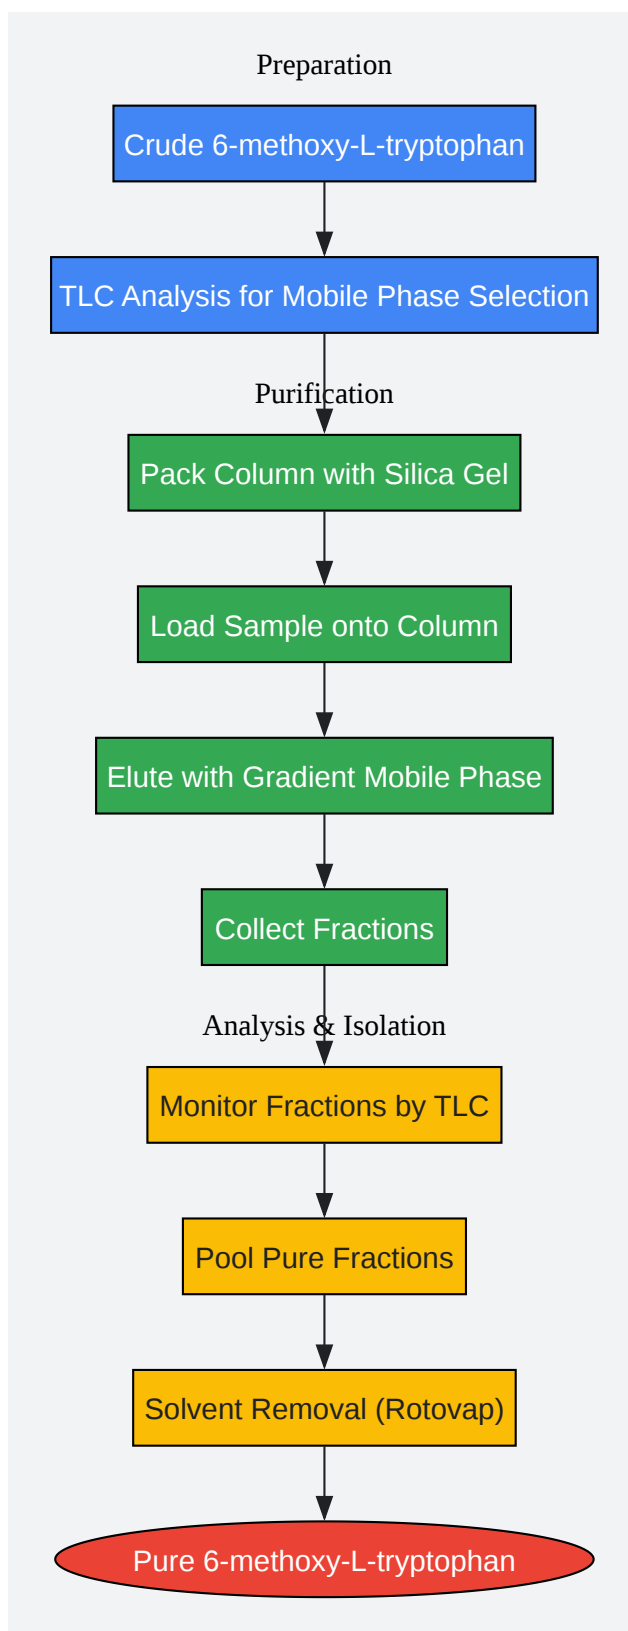 Preparation
Crude 6-methoxy-L-tryptophan
TLC Analysis for Mobile Phase Selection
Purification
Pack Column with Silica Gel
Load Sample onto Column
Elute with Gradient Mobile Phase
Collect Fractions
Analysis & Isolation
Monitor Fractions by TLC
Pool Pure Fractions
Solvent Removal (Rotovap)
Pure 6-methoxy-L-tryptophan